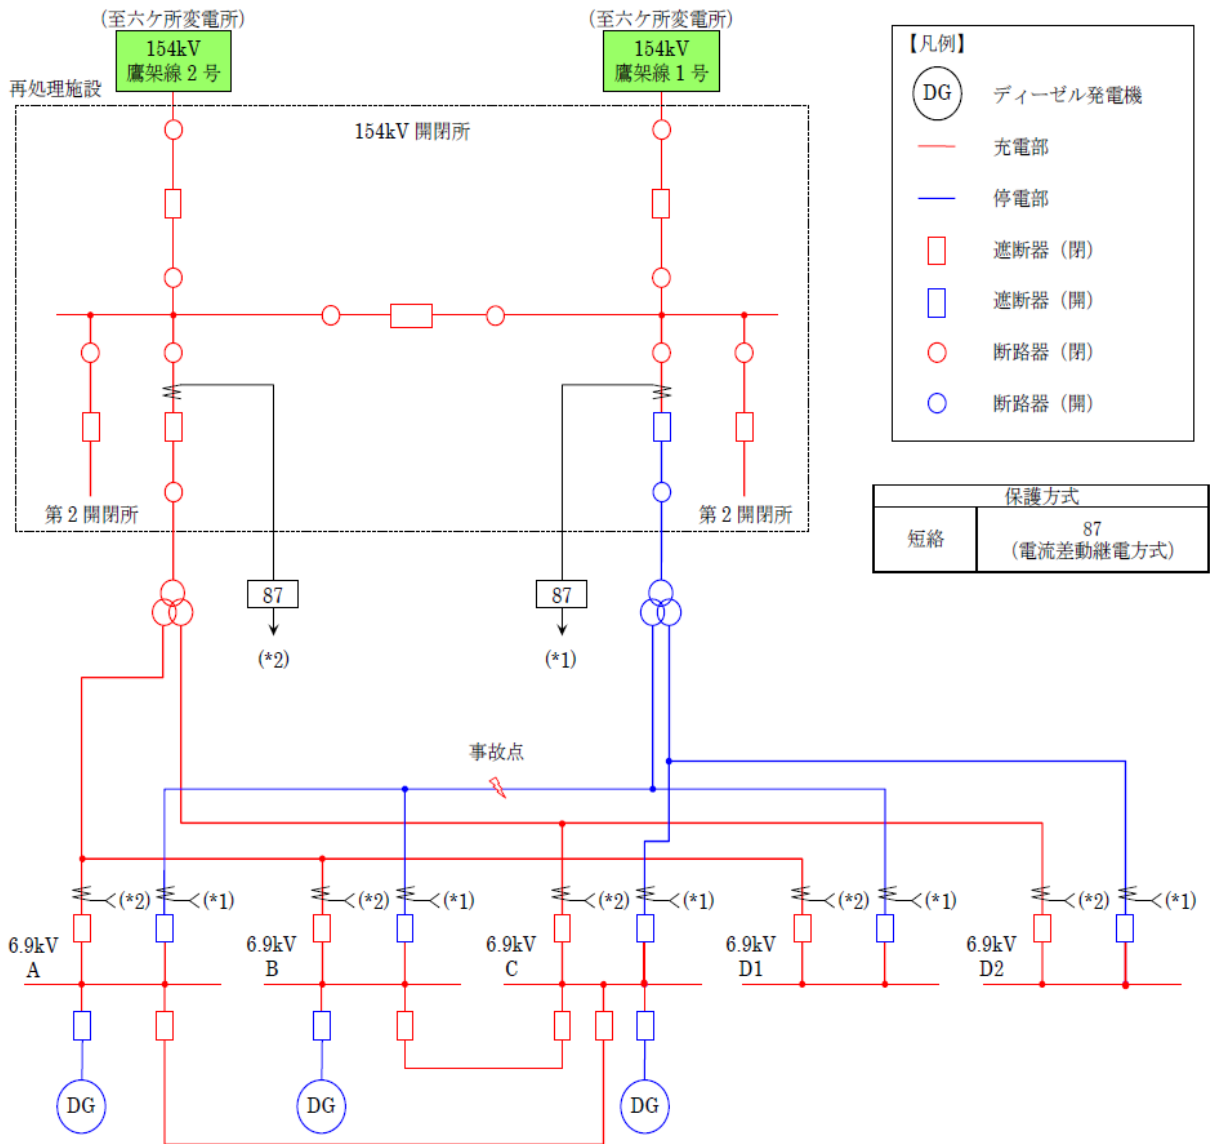 (至六ケ所変電所)
154kV
鷹架線２号
(至六ケ所変電所)
154kV
鷹架線１号
再処理施設
154kV 開閉所
第２開閉所
第２開閉所
【凡例】
DG
ディーゼル発電機
充電部
停電部
遮断器（閉）
遮断器（開）
断路器（閉）
断路器（開）
保護方式
短絡
87
(電流差動継電方式)
87
(*2)
87
(*1)
事故点
(*2)
(*1)
(*2)
(*1)
(*2)
(*1)
(*2)
(*1)
(*2)
(*1)
6.9kV
A
6.9kV
B
6.9kV
C
6.9kV
D1
6.9kV
D2
DG
DG
DG